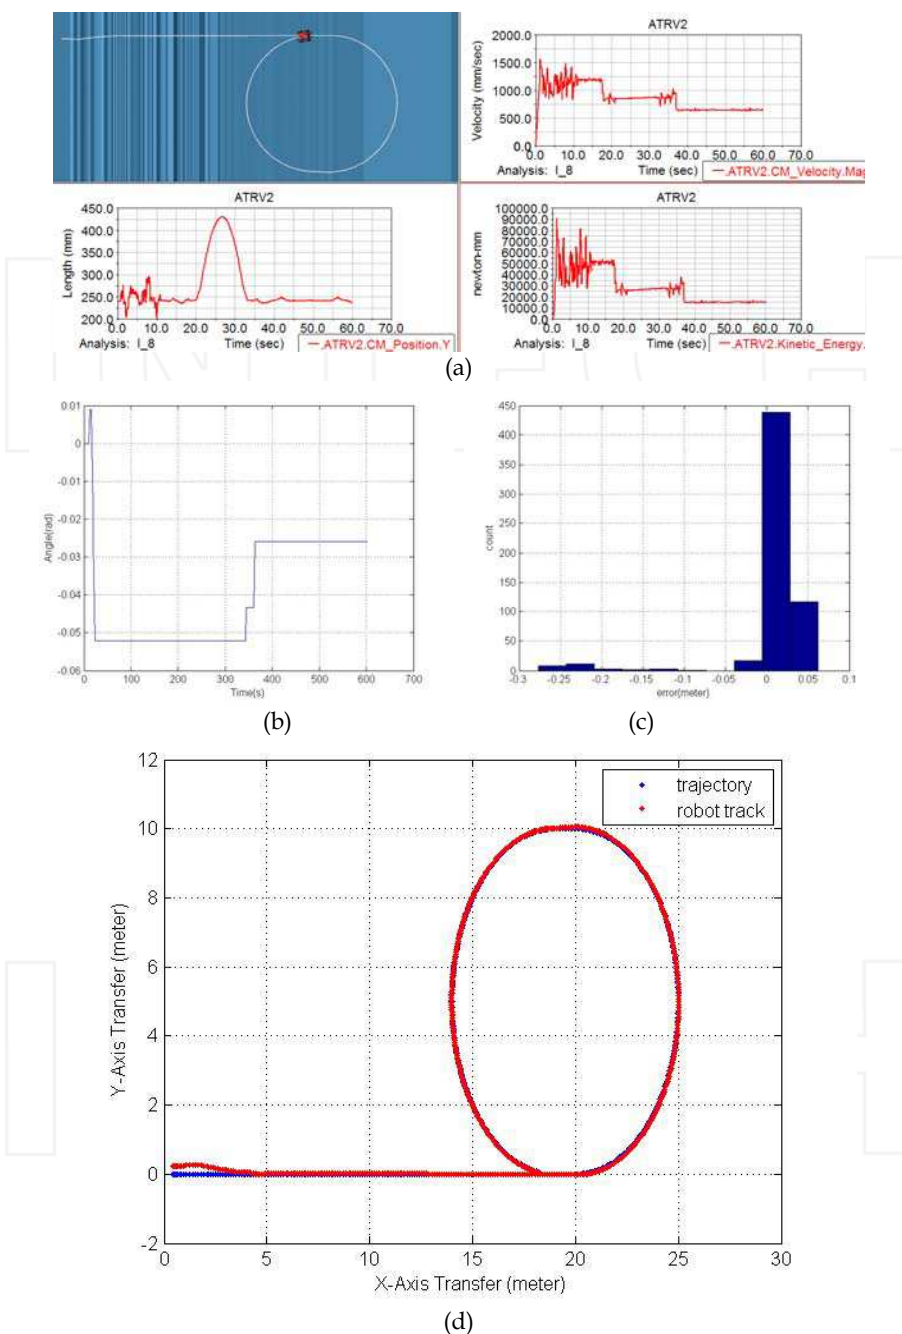 ATRV2
Velocity (mm/sec)
2000.0
1500.0
1000.0
500.0
0.0
0.0 10.0 20.0 30.0 40.0 50.0 60.0 70.0
Analysis: I_8 Time (sec) .ATRV2.CM_Velocity.Mag
ATRV2
Length (mm)
450.0
400.0
350.0
300.0
250.0
200.0
0.0 10.0 20.0 30.0 40.0 50.0 60.0 70.0
Analysis: I_8 Time (sec) .ATRV2.CM_Position.Y
ATRV2
newton-mm
100000.0
90000.0
80000.0
70000.0
60000.0
50000.0
40000.0
30000.0
20000.0
10000.0
0.0
0.0 10.0 20.0 30.0 40.0 50.0 60.0 70.0
Analysis: I_8 Time (sec) .ATRV2.Kinetic_Energy.
(a)
Angle(rad)
0.01
0
-0.01
-0.02
-0.03
-0.04
-0.05
-0.06
0 100 200 300 400 500 600 700
Time(s)
(b)
count
450
400
350
300
250
200
150
100
50
0
-0.3 -0.25 -0.2 -0.15 -0.1 -0.05 0 0.05 0.1
error(meter)
(c)
trajectory
robot track
Y-Axis Transfer (meter)
12
10
8
6
4
2
0
-2
0 5 10 15 20 25 30
X-Axis Transfer (meter)
(d)